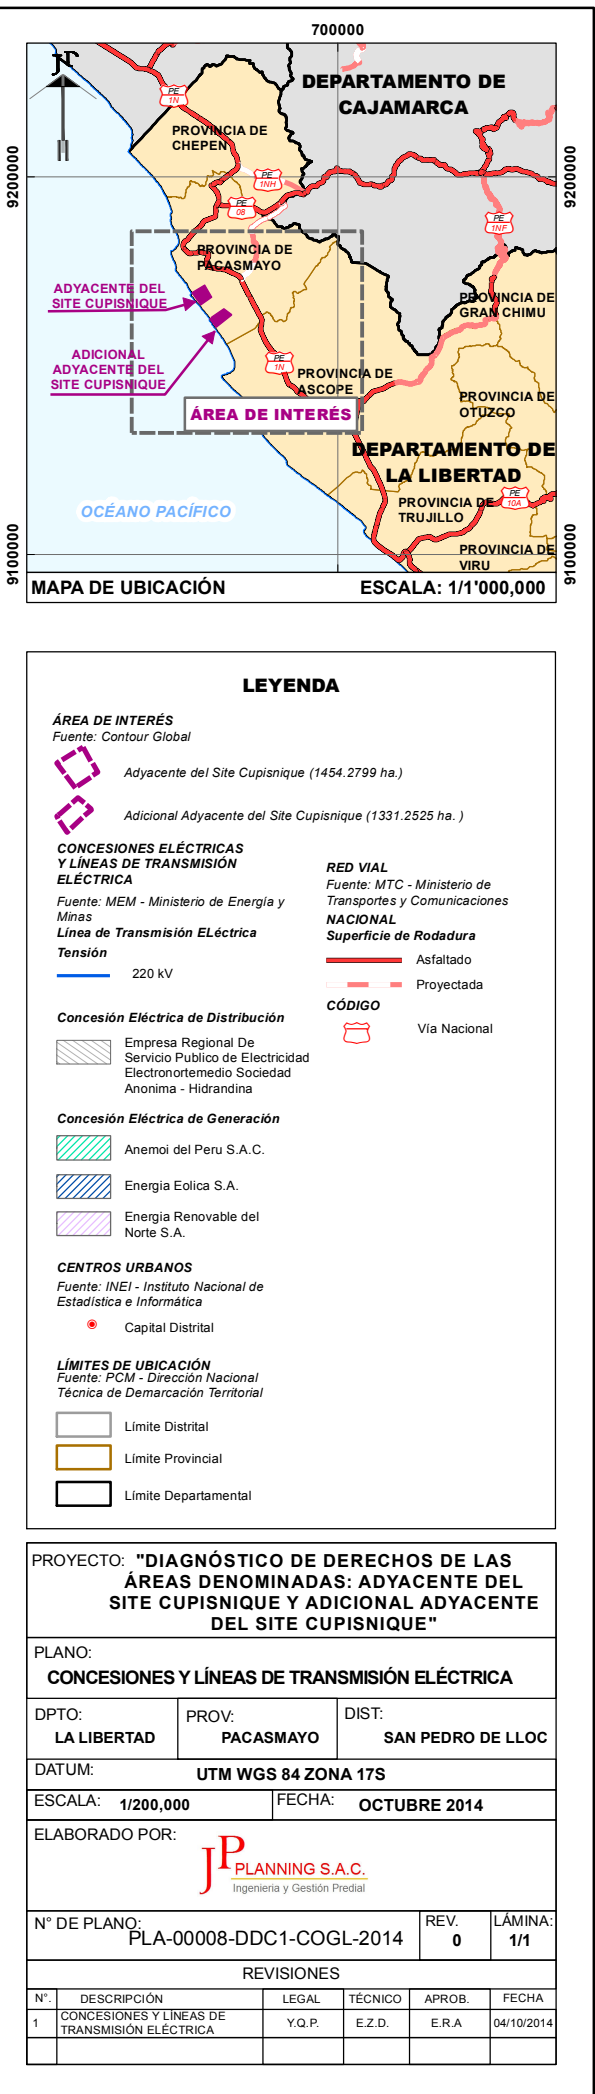 700000
N
DEPARTAMENTO DE
CAJAMARCA
PE
1N
PROVINCIA DE
CHEPEN
9200000
9200000
PE
1NH
PE
08
PE
1NF
PROVINCIA DE
PACASMAYO
ADYACENTE DEL
SITE CUPISNIQUE
PROVINCIA DE
GRAN CHIMU
ADICIONAL
ADYACENTE DEL
SITE CUPISNIQUE
PE
1N
PROVINCIA DE
ASCOPE
PROVINCIA DE
OTUZCO
ÁREA DE INTERÉS
DEPARTAMENTO DE
LA LIBERTAD
PE
10A
PROVINCIA DE
TRUJILLO
OCÉANO PACÍFICO
PROVINCIA DE
VIRU
9100000
9100000
MAPA DE UBICACIÓN ESCALA: 1/1'000,000
LEYENDA
ÁREA DE INTERÉS
Fuente: Contour Global
Adyacente del Site Cupisnique (1454.2799 ha.)
Adicional Adyacente del Site Cupisnique (1331.2525 ha. )
CONCESIONES ELÉCTRICAS
Y LÍNEAS DE TRANSMISIÓN
ELÉCTRICA
Fuente: MEM - Ministerio de Energía y
Minas
Línea de Transmisión ELéctrica
Tensión
220 kV
Concesión Eléctrica de Distribución
Empresa Regional De
Servicio Publico de Electricidad
Electronortemedio Sociedad
Anonima - Hidrandina
Concesión Eléctrica de Generación
Anemoi del Peru S.A.C.
Energia Eolica S.A.
Energia Renovable del
Norte S.A.
CENTROS URBANOS
Fuente: INEI - Instituto Nacional de
Estadística e Informática
Capital Distrital
LÍMITES DE UBICACIÓN
Fuente: PCM - Dirección Nacional
Técnica de Demarcación Territorial
Límite Distrital
Límite Provincial
Límite Departamental
RED VIAL
Fuente: MTC - Ministerio de
Transportes y Comunicaciones
NACIONAL
Superficie de Rodadura
Asfaltado
Proyectada
CÓDIGO
Vía Nacional
PROYECTO: "DIAGNÓSTICO DE DERECHOS DE LAS
ÁREAS DENOMINADAS: ADYACENTE DEL
SITE CUPISNIQUE Y ADICIONAL ADYACENTE
DEL SITE CUPISNIQUE"
PLANO:
CONCESIONES Y LÍNEAS DE TRANSMISIÓN ELÉCTRICA
DPTO: PROV: DIST:
LA LIBERTAD PACASMAYO SAN PEDRO DE LLOC
DATUM: UTM WGS 84 ZONA 17S
ESCALA: 1/200,000 FECHA: OCTUBRE 2014
ELABORADO POR:
JP PLANNING S.A.C.
Ingenieria y Gestión Predial
N° DE PLANO: REV. LÁMINA:
PLA-00008-DDC1-COGL-2014 0 1/1
REVISIONES
N°. DESCRIPCIÓN LEGAL TÉCNICO APROB. FECHA
1 CONCESIONES Y LÍNEAS DE
TRANSMISIÓN ELÉCTRICA Y.Q.P. E.Z.D. E.R.A 04/10/2014